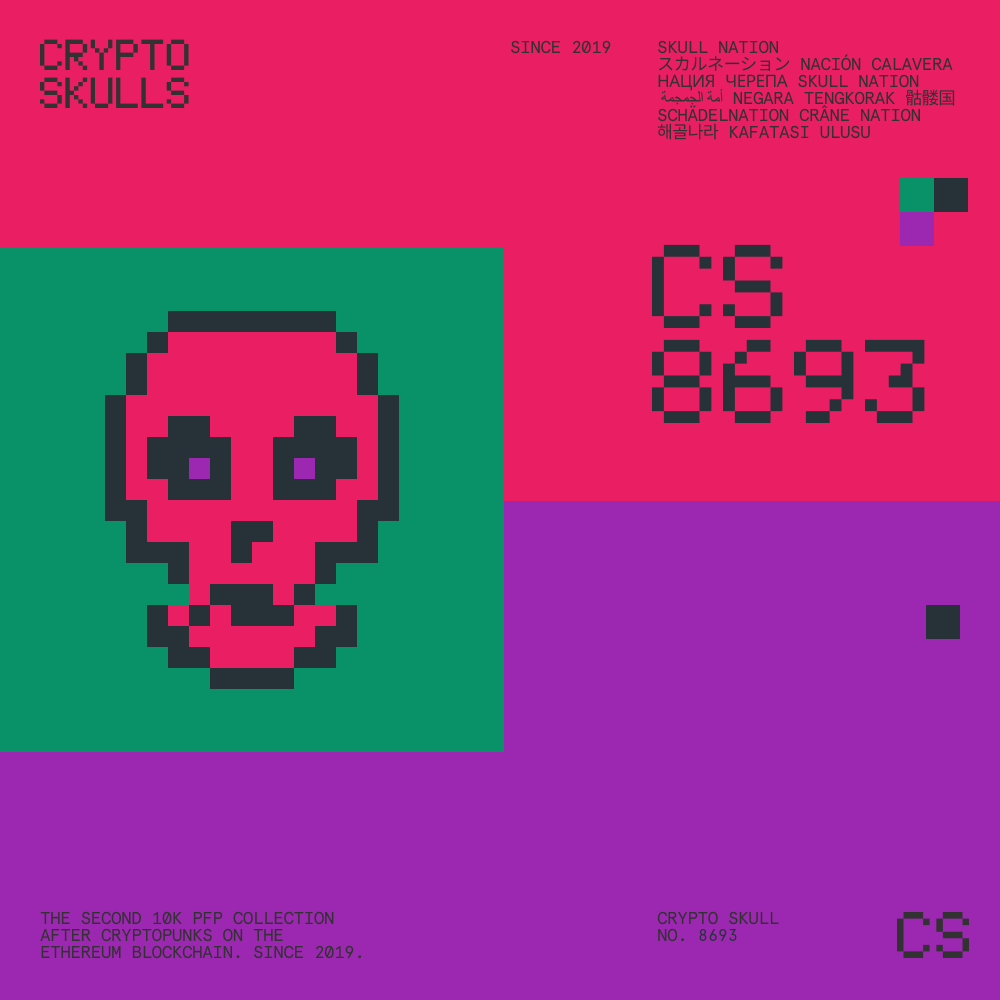 CRYPTO
SKULLS
SINCE 2019
SKULL NATION
スカルネーション NACIÓN CALAVERA
НАЦИЯ ЧЕРЕПА SKULL NATION
أمة الجمجمة NEGARA TENGKORAK 骷髅国
SCHÄDELNATION CRÂNE NATION
해골나라 KAFATASI ULUSU
CS
8693
THE SECOND 10K PFP COLLECTION
AFTER CRYPTOPUNKS ON THE
ETHEREUM BLOCKCHAIN. SINCE 2019.
CRYPTO SKULL
NO. 8693
CS